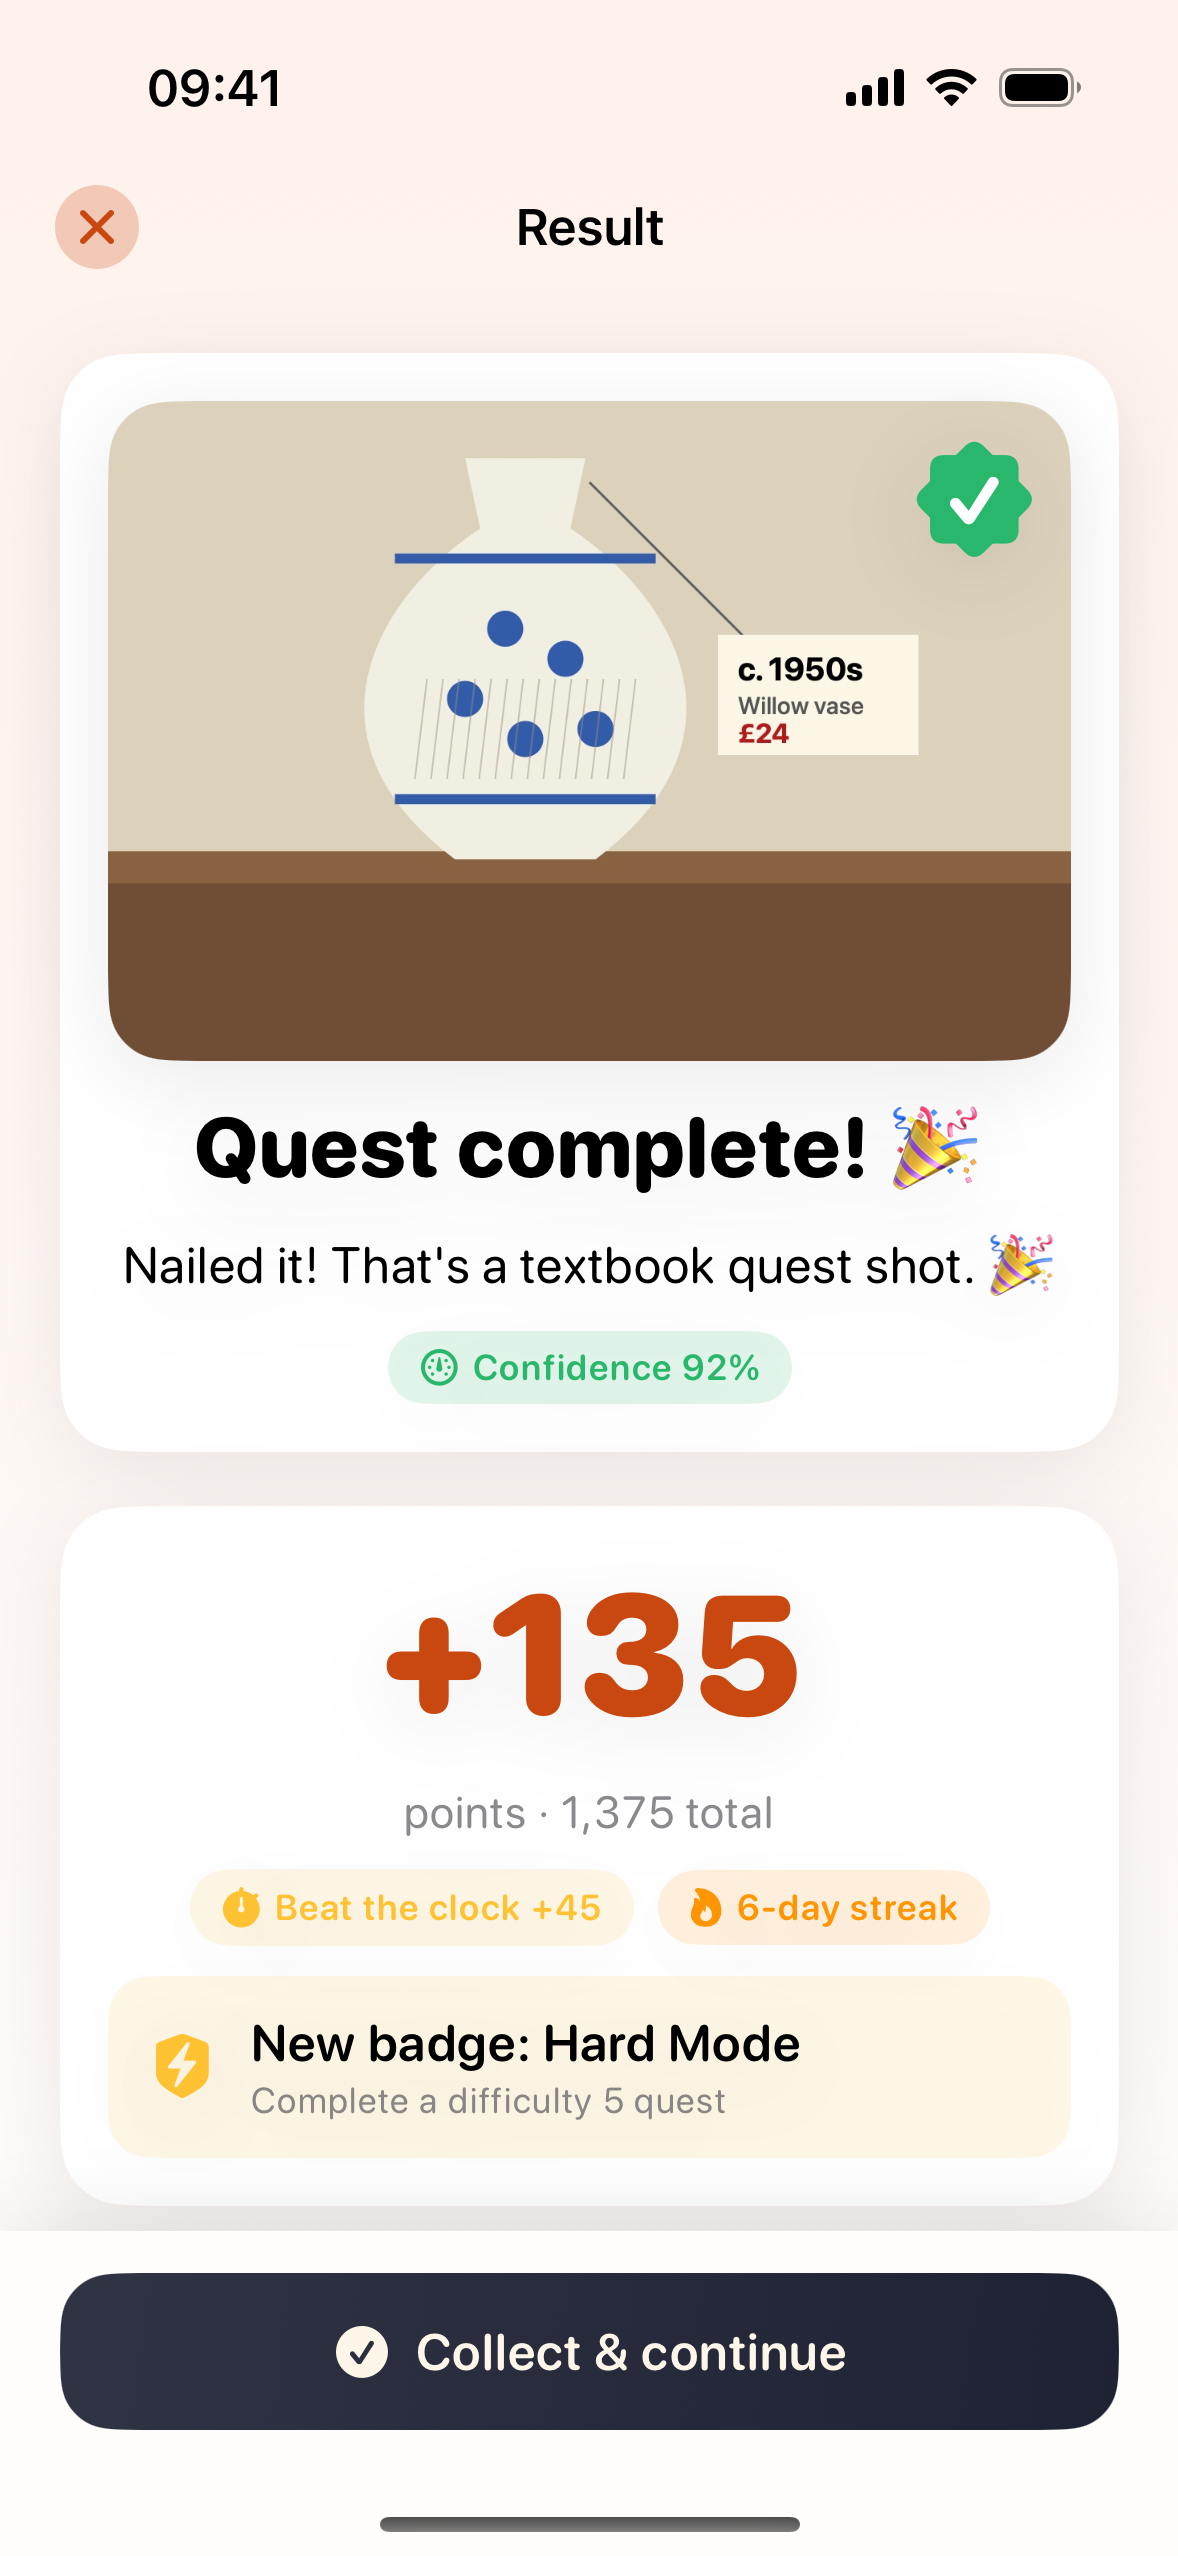 09:41
Result
c. 1950s
Willow vase
£24
Quest complete! 🎉
Nailed it! That's a textbook quest shot. 🎉
Confidence 92%
+135
points · 1,375 total
Beat the clock +45
6-day streak
New badge: Hard Mode
Complete a difficulty 5 quest
Collect & continue